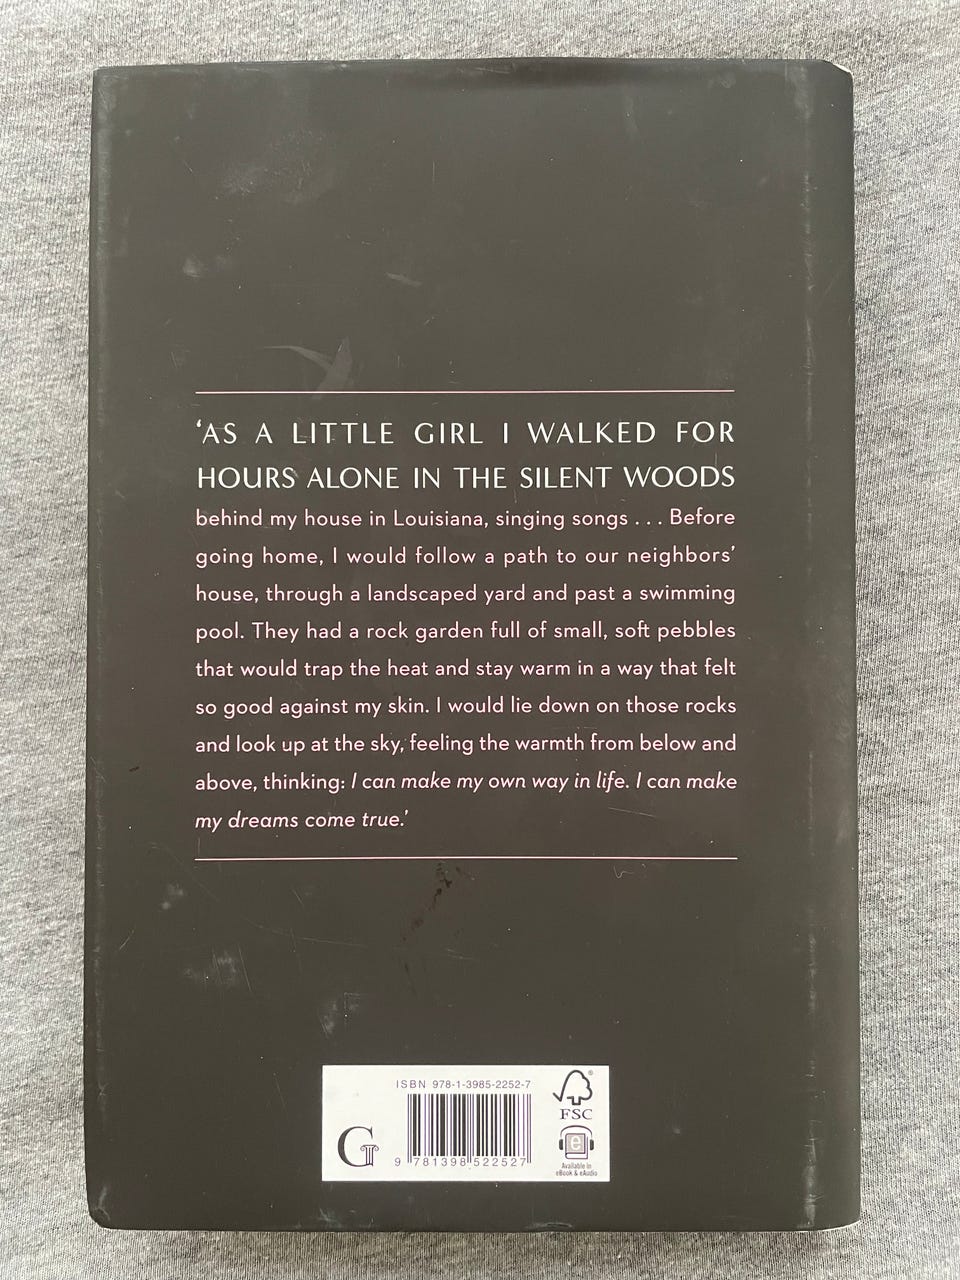 ‘AS A LITTLE GIRL I WALKED FOR
HOURS ALONE IN THE SILENT WOODS
behind my house in Louisiana, singing songs . . . Before
going home, I would follow a path to our neighbors’
house, through a landscaped yard and past a swimming
pool. They had a rock garden full of small, soft pebbles
that would trap the heat and stay warm in a way that felt
so good against my skin. I would lie down on those rocks
and look up at the sky, feeling the warmth from below and
above, thinking: I can make my own way in life. I can make
my dreams come true.’
ISBN 978-1-3985-2252-7
G
9 781398 522527
®
FSC
e
Available in
eBook & eAudio